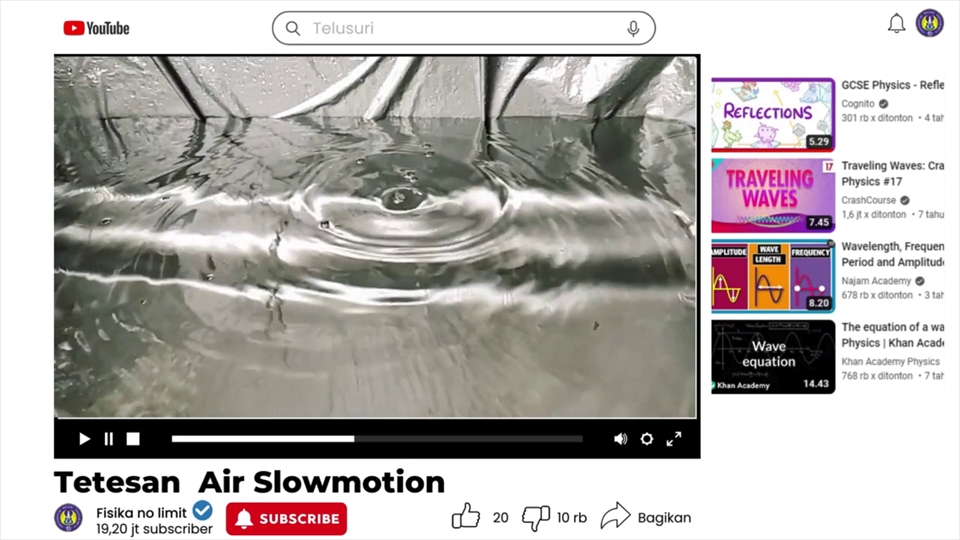 YouTube
Telusuri
REFLECTIONS
5.29
GCSE Physics - Refle
Cognito
301 rb x ditonton • 4 tah
17
TRAVELING
WAVES
7.45
Traveling Waves: Cra
Physics #17
CrashCourse
1,6 jt x ditonton • 7 tahu
AMPLITUDE
WAVE
LENGTH
FREQUENCY
8.20
Wavelength, Frequen
Period and Amplitude
Najam Academy
678 rb x ditonton • 3 tah
Wave
equation
Khan Academy
14.43
The equation of a wa
Physics | Khan Acade
Khan Academy Physics
768 rb x ditonton • 7 tah
Tetesan Air Slowmotion
Fisika no limit
19,20 jt subscriber
SUBSCRIBE
20
10 rb
Bagikan